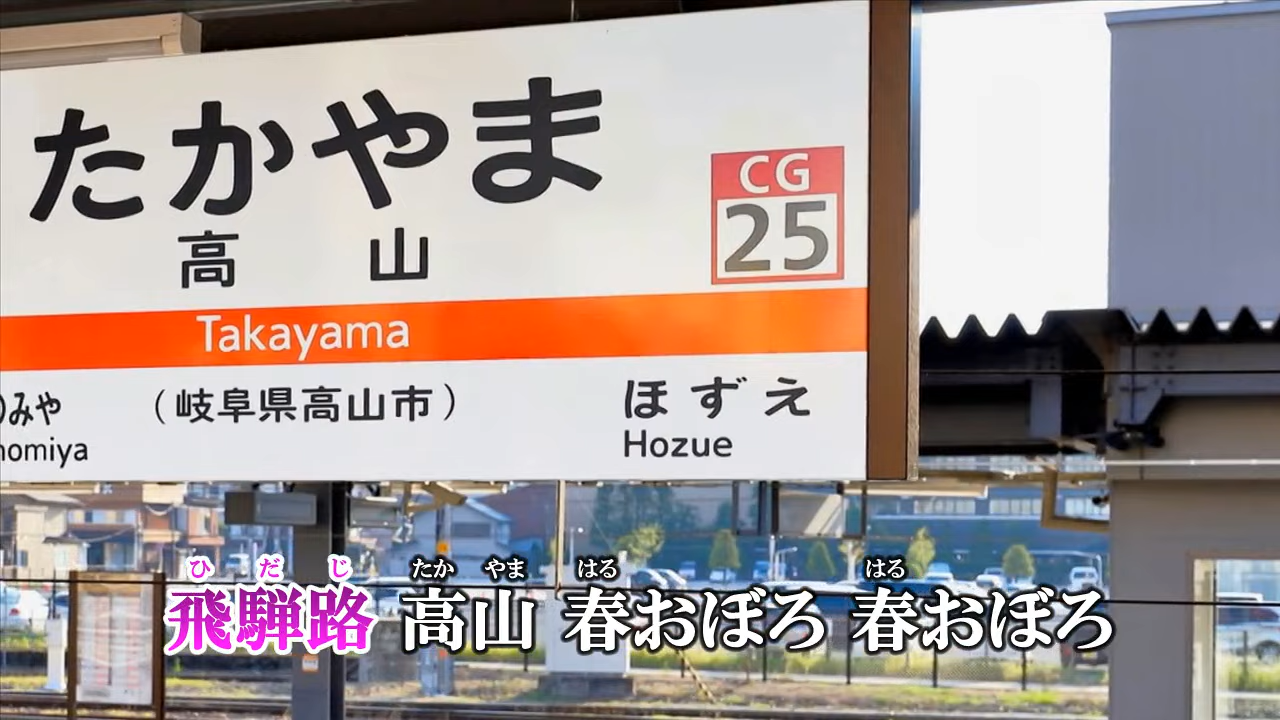 たかやま
CG
25
高山
Takayama
みや
（岐阜県高山市）
ほずえ
omiya
Hozue
ひだじ たかやま はる はる
飛騨路 高山 春おぼろ 春おぼろ